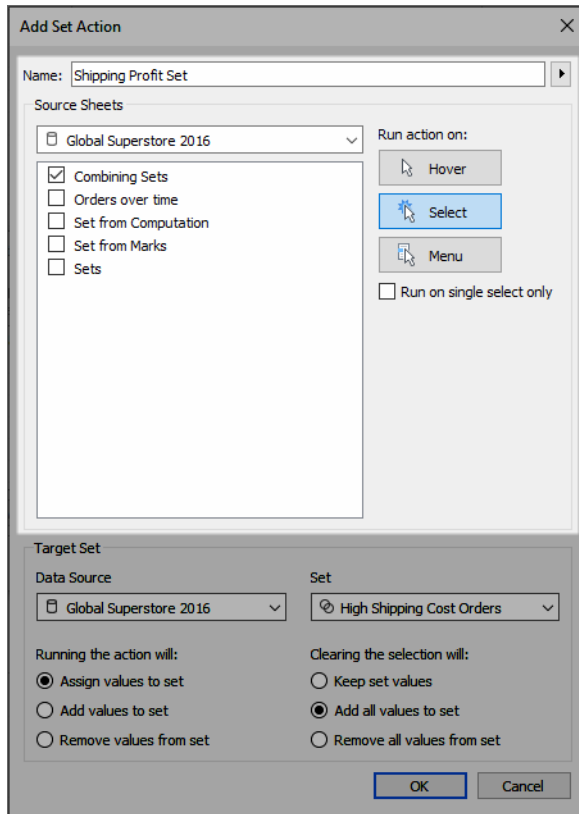 Add Set Action
Name: Shipping Profit Set
Source Sheets
Global Superstore 2016
Combining Sets
Orders over time
Set from Computation
Set from Marks
Sets
Run action on:
Hover
Select
Menu
Run on single select only
Target Set
Data Source
Global Superstore 2016
Set
High Shipping Cost Orders
Running the action will:
Assign values to set
Add values to set
Remove values from set
Clearing the selection will:
Keep set values
Add all values to set
Remove all values from set
OK
Cancel